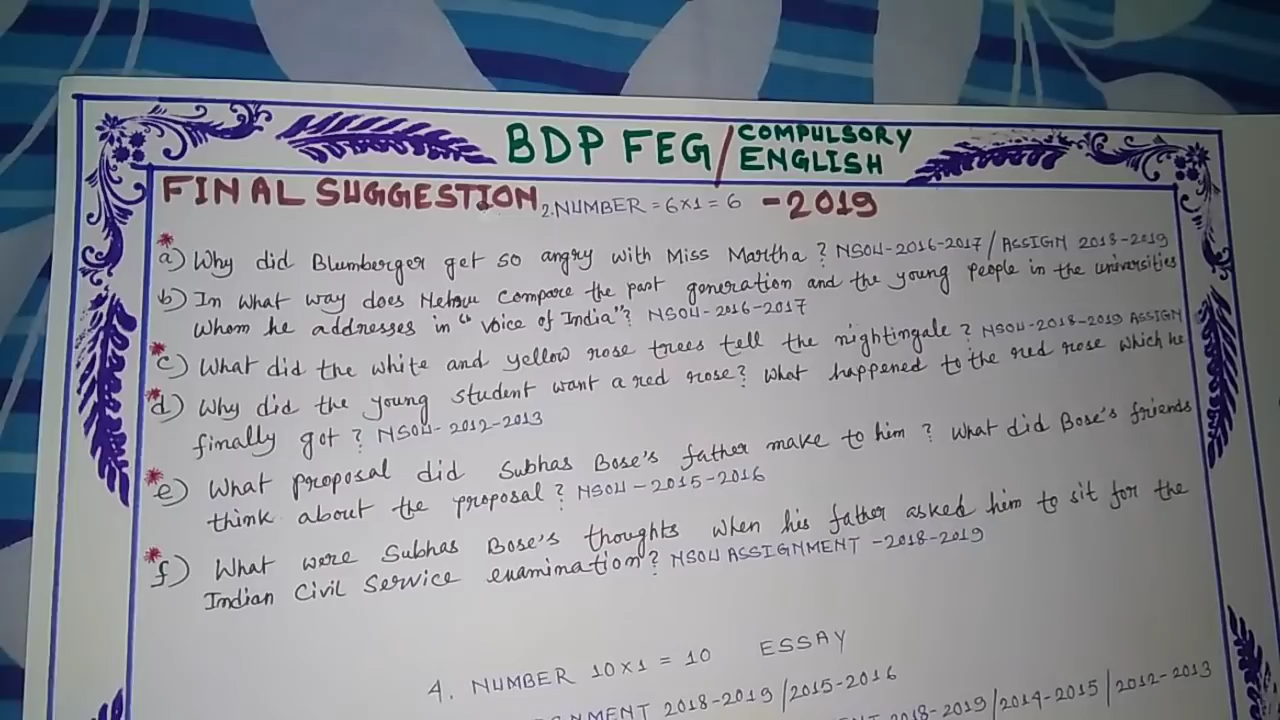 BDP FEG/COMPULSORY ENGLISH
FINAL SUGGESTION 2. NUMBER = 6×1 = 6 - 2019
a) Why did Blumberger get so angry with Miss Martha ? NSOU-2016-2017 / ASSIGN 2018-2019
b) In what way does Nehru compare the past generation and the young people in the universities
whom he addresses in "voice of India"? NSOU-2016-2017
c) What did the white and yellow rose trees tell the nightingale ? NSOU-2018-2019 ASSIGN
d) Why did the young student want a red rose? What happened to the red rose which he
finally got ? NSOU-2012-2013
e) What proposal did Subhas Bose's father make to him ? What did Bose's friends
think about the proposal ? NSOU-2015-2016
f) What were Subhas Bose's thoughts when his father asked him to sit for the
Indian Civil Service examination? NSOU ASSIGNMENT -2018-2019
4. NUMBER 10×1 = 10 ESSAY
2018-2019 /2015-2016
2018-2019/2014-2015/2012-2013